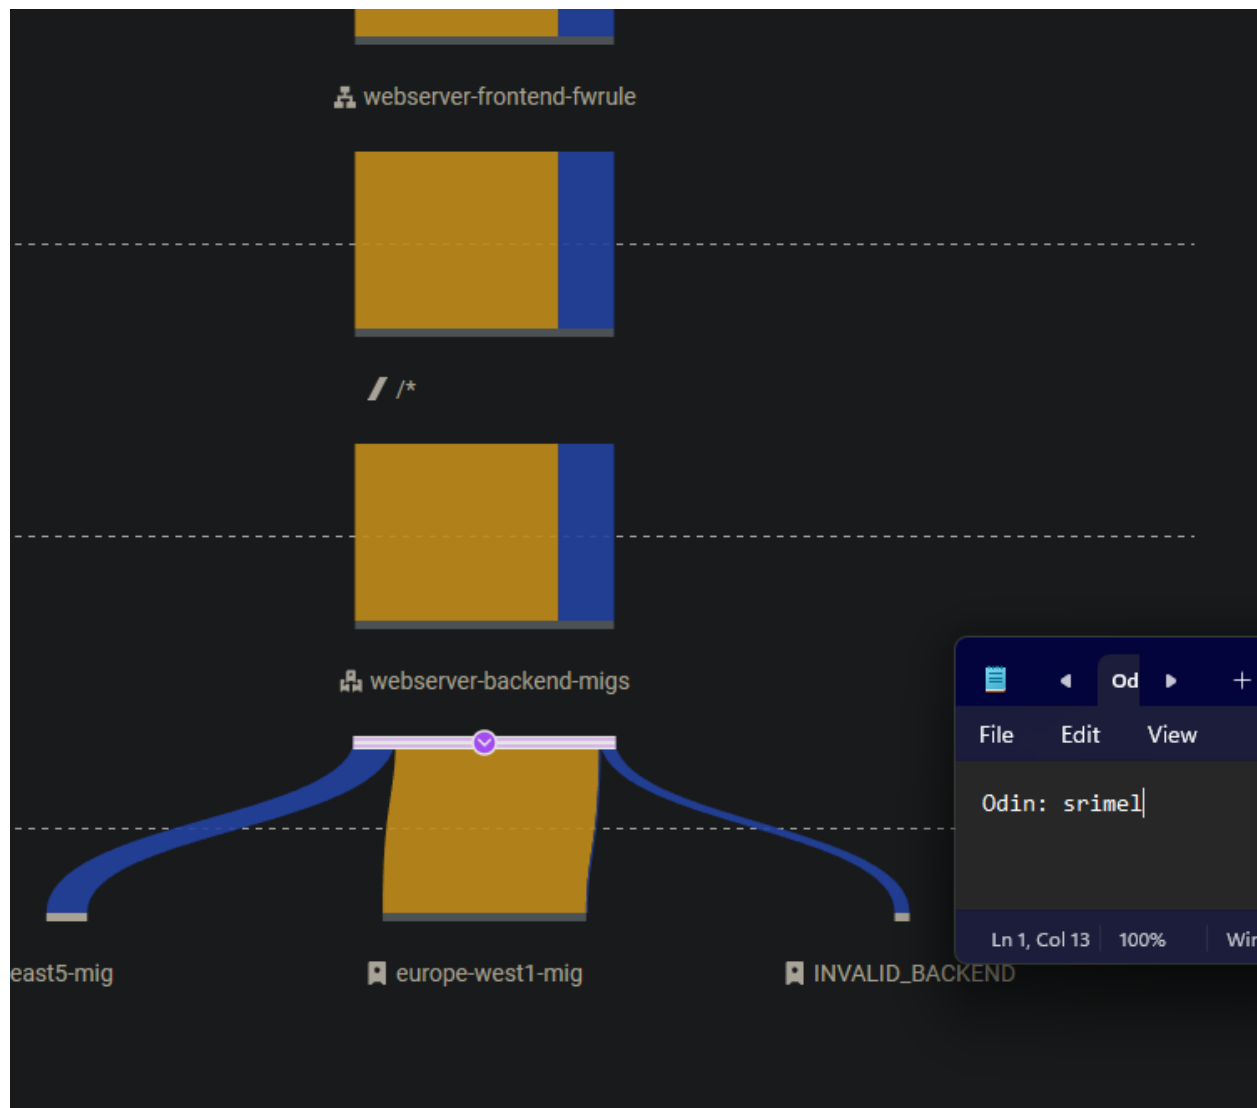 webserver-frontend-fwrule
/*
webserver-backend-migs
Od
File Edit View
Odin: srimel
Ln 1, Col 13 100% Wir
east5-mig europe-west1-mig INVALID_BACKEND